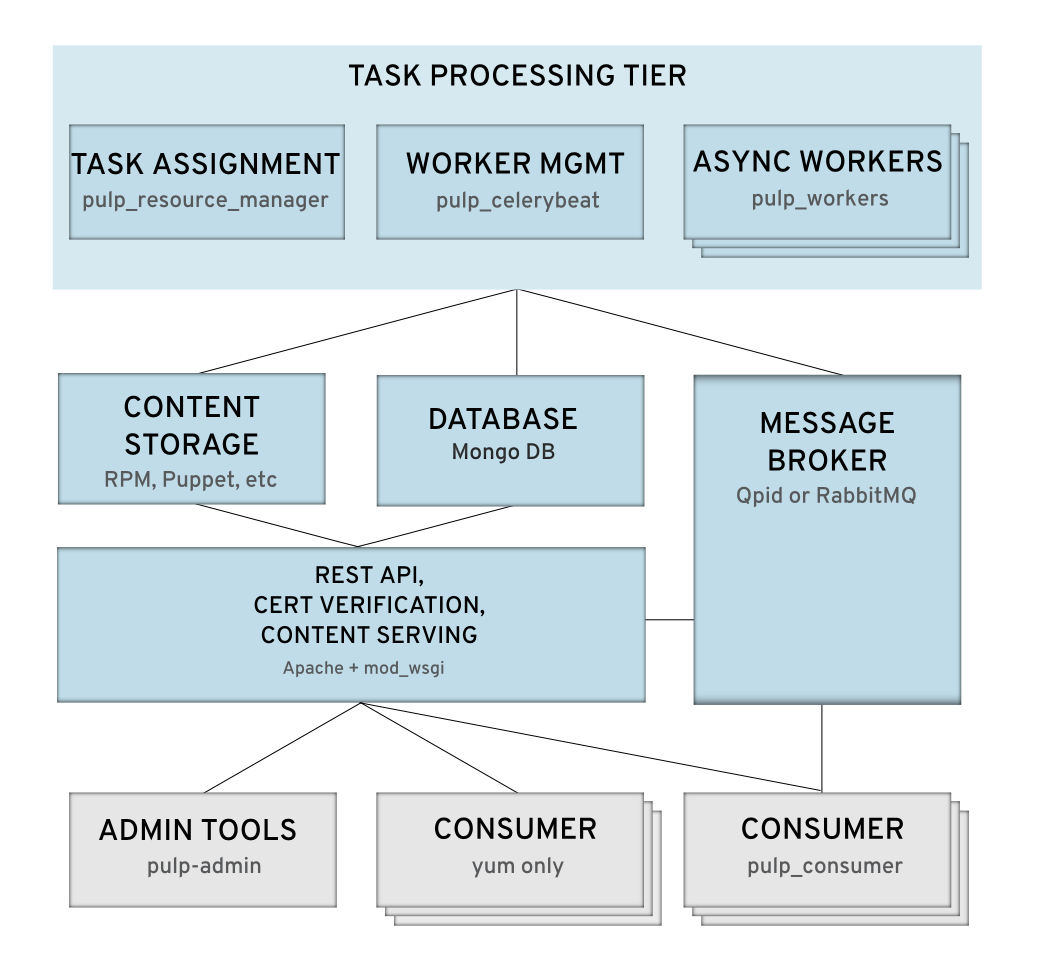 TASK PROCESSING TIER
TASK ASSIGNMENT
pulp_resource_manager
WORKER MGMT
pulp_celerybeat
ASYNC WORKERS
pulp_workers
CONTENT
STORAGE
RPM, Puppet, etc
DATABASE
Mongo DB
MESSAGE
BROKER
Qpid or RabbitMQ
REST API,
CERT VERIFICATION,
CONTENT SERVING
Apache + mod_wsgi
ADMIN TOOLS
pulp-admin
CONSUMER
yum only
CONSUMER
pulp_consumer